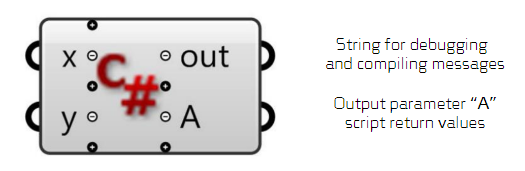 x
out
C#
y
A
String for debugging
and compiling messages
Output parameter “A”
script return values